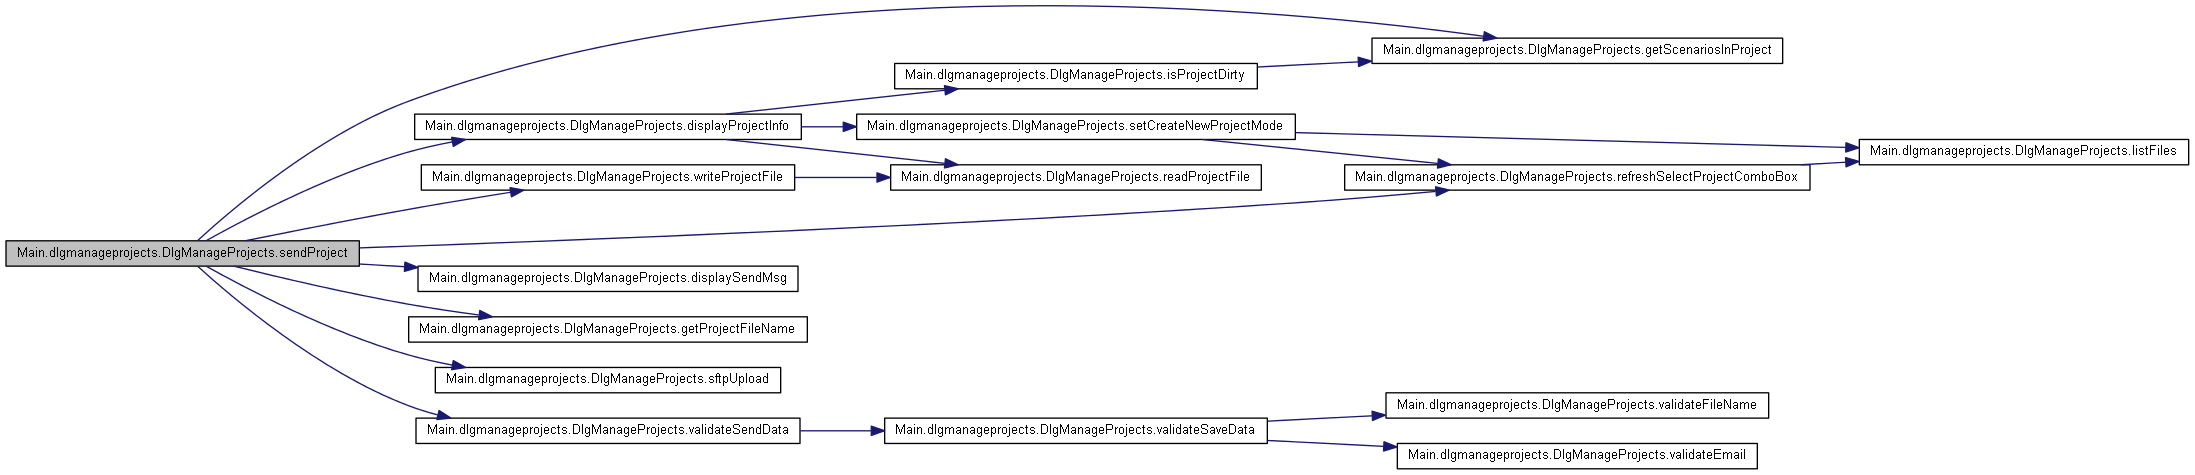 Main.dlgmanageprojects.DlgManageProjects.getScenariosInProject
Main.dlgmanageprojects.DlgManageProjects.isProjectDirty
Main.dlgmanageprojects.DlgManageProjects.displayProjectInfo
Main.dlgmanageprojects.DlgManageProjects.setCreateNewProjectMode
Main.dlgmanageprojects.DlgManageProjects.listFiles
Main.dlgmanageprojects.DlgManageProjects.writeProjectFile
Main.dlgmanageprojects.DlgManageProjects.readProjectFile
Main.dlgmanageprojects.DlgManageProjects.refreshSelectProjectComboBox
Main.dlgmanageprojects.DlgManageProjects.sendProject
Main.dlgmanageprojects.DlgManageProjects.displaySendMsg
Main.dlgmanageprojects.DlgManageProjects.getProjectFileName
Main.dlgmanageprojects.DlgManageProjects.sftpUpload
Main.dlgmanageprojects.DlgManageProjects.validateFileName
Main.dlgmanageprojects.DlgManageProjects.validateSendData
Main.dlgmanageprojects.DlgManageProjects.validateSaveData
Main.dlgmanageprojects.DlgManageProjects.validateEmail